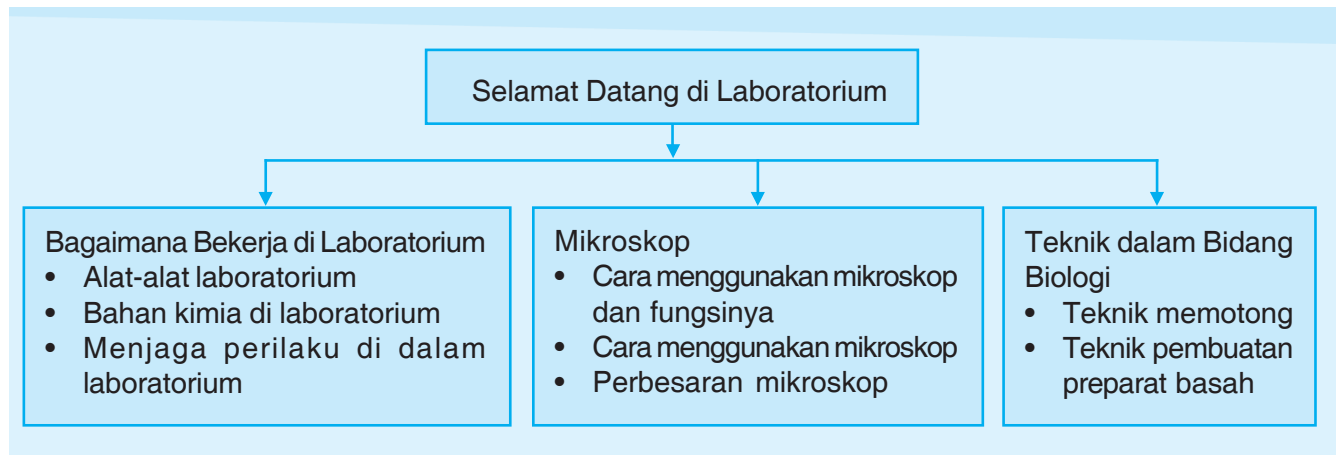 Selamat Datang di Laboratorium
Bagaimana Bekerja di Laboratorium
• Alat-alat laboratorium
• Bahan kimia di laboratorium
• Menjaga perilaku di dalam
laboratorium
Mikroskop
• Cara menggunakan mikroskop
dan fungsinya
• Cara menggunakan mikroskop
• Perbesaran mikroskop
Teknik dalam Bidang
Biologi
• Teknik memotong
• Teknik pembuatan
preparat basah